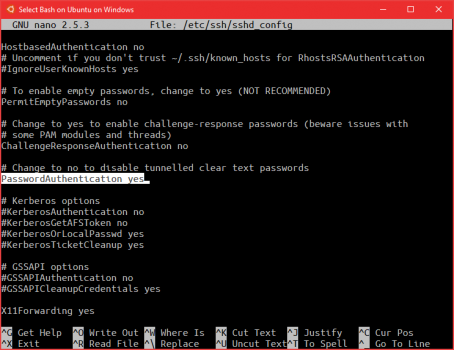 Select Bash on Ubuntu on Windows
GNU nano 2.5.3 File: /etc/ssh/sshd_config
HostbasedAuthentication no
# Uncomment if you don't trust ~/.ssh/known_hosts for RhostsRSAAuthentication
#IgnoreUserKnownHosts yes
# To enable empty passwords, change to yes (NOT RECOMMENDED)
PermitEmptyPasswords no
# Change to yes to enable challenge-response passwords (beware issues with
# some PAM modules and threads)
ChallengeResponseAuthentication no
# Change to no to disable tunnelled clear text passwords
PasswordAuthentication yes
# Kerberos options
#KerberosAuthentication no
#KerberosGetAFSToken no
#KerberosOrLocalPasswd yes
#KerberosTicketCleanup yes
# GSSAPI options
#GSSAPIAuthentication no
#GSSAPICleanupCredentials yes
X11Forwarding yes
^G Get Help ^O Write Out ^W Where Is ^K Cut Text ^J Justify ^C Cur Pos
^X Exit ^R Read File ^\ Replace ^U Uncut Text ^T To Spell ^_ Go To Line